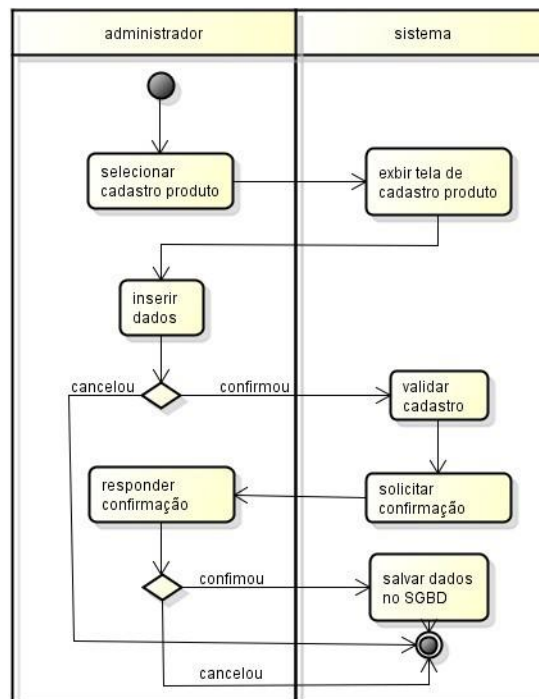 administrador
sistema
selecionar
cadastro produto
exbir tela de
cadastro produto
inserir
dados
cancelou
confirmou
validar
cadastro
responder
confirmação
solicitar
confirmação
confimou
salvar dados
no SGBD
cancelou